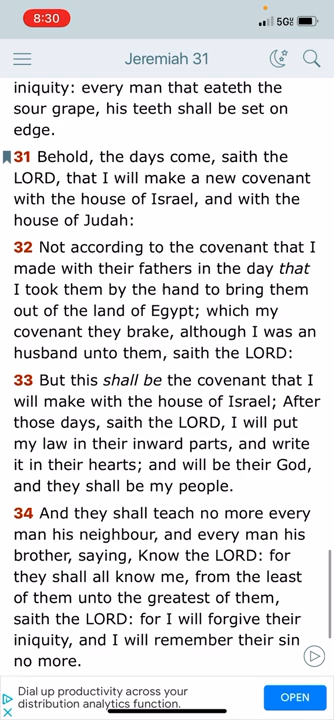 8:30
5G
Jeremiah 31
iniquity: every man that eateth the
sour grape, his teeth shall be set on
edge.
31 Behold, the days come, saith the
LORD, that I will make a new covenant
with the house of Israel, and with the
house of Judah:
32 Not according to the covenant that I
made with their fathers in the day that
I took them by the hand to bring them
out of the land of Egypt; which my
covenant they brake, although I was an
husband unto them, saith the LORD:
33 But this shall be the covenant that I
will make with the house of Israel; After
those days, saith the LORD, I will put
my law in their inward parts, and write
it in their hearts; and will be their God,
and they shall be my people.
34 And they shall teach no more every
man his neighbour, and every man his
brother, saying, Know the LORD: for
they shall all know me, from the least
of them unto the greatest of them,
saith the LORD: for I will forgive their
iniquity, and I will remember their sin
no more.
Dial up productivity across your
distribution analytics function.
OPEN